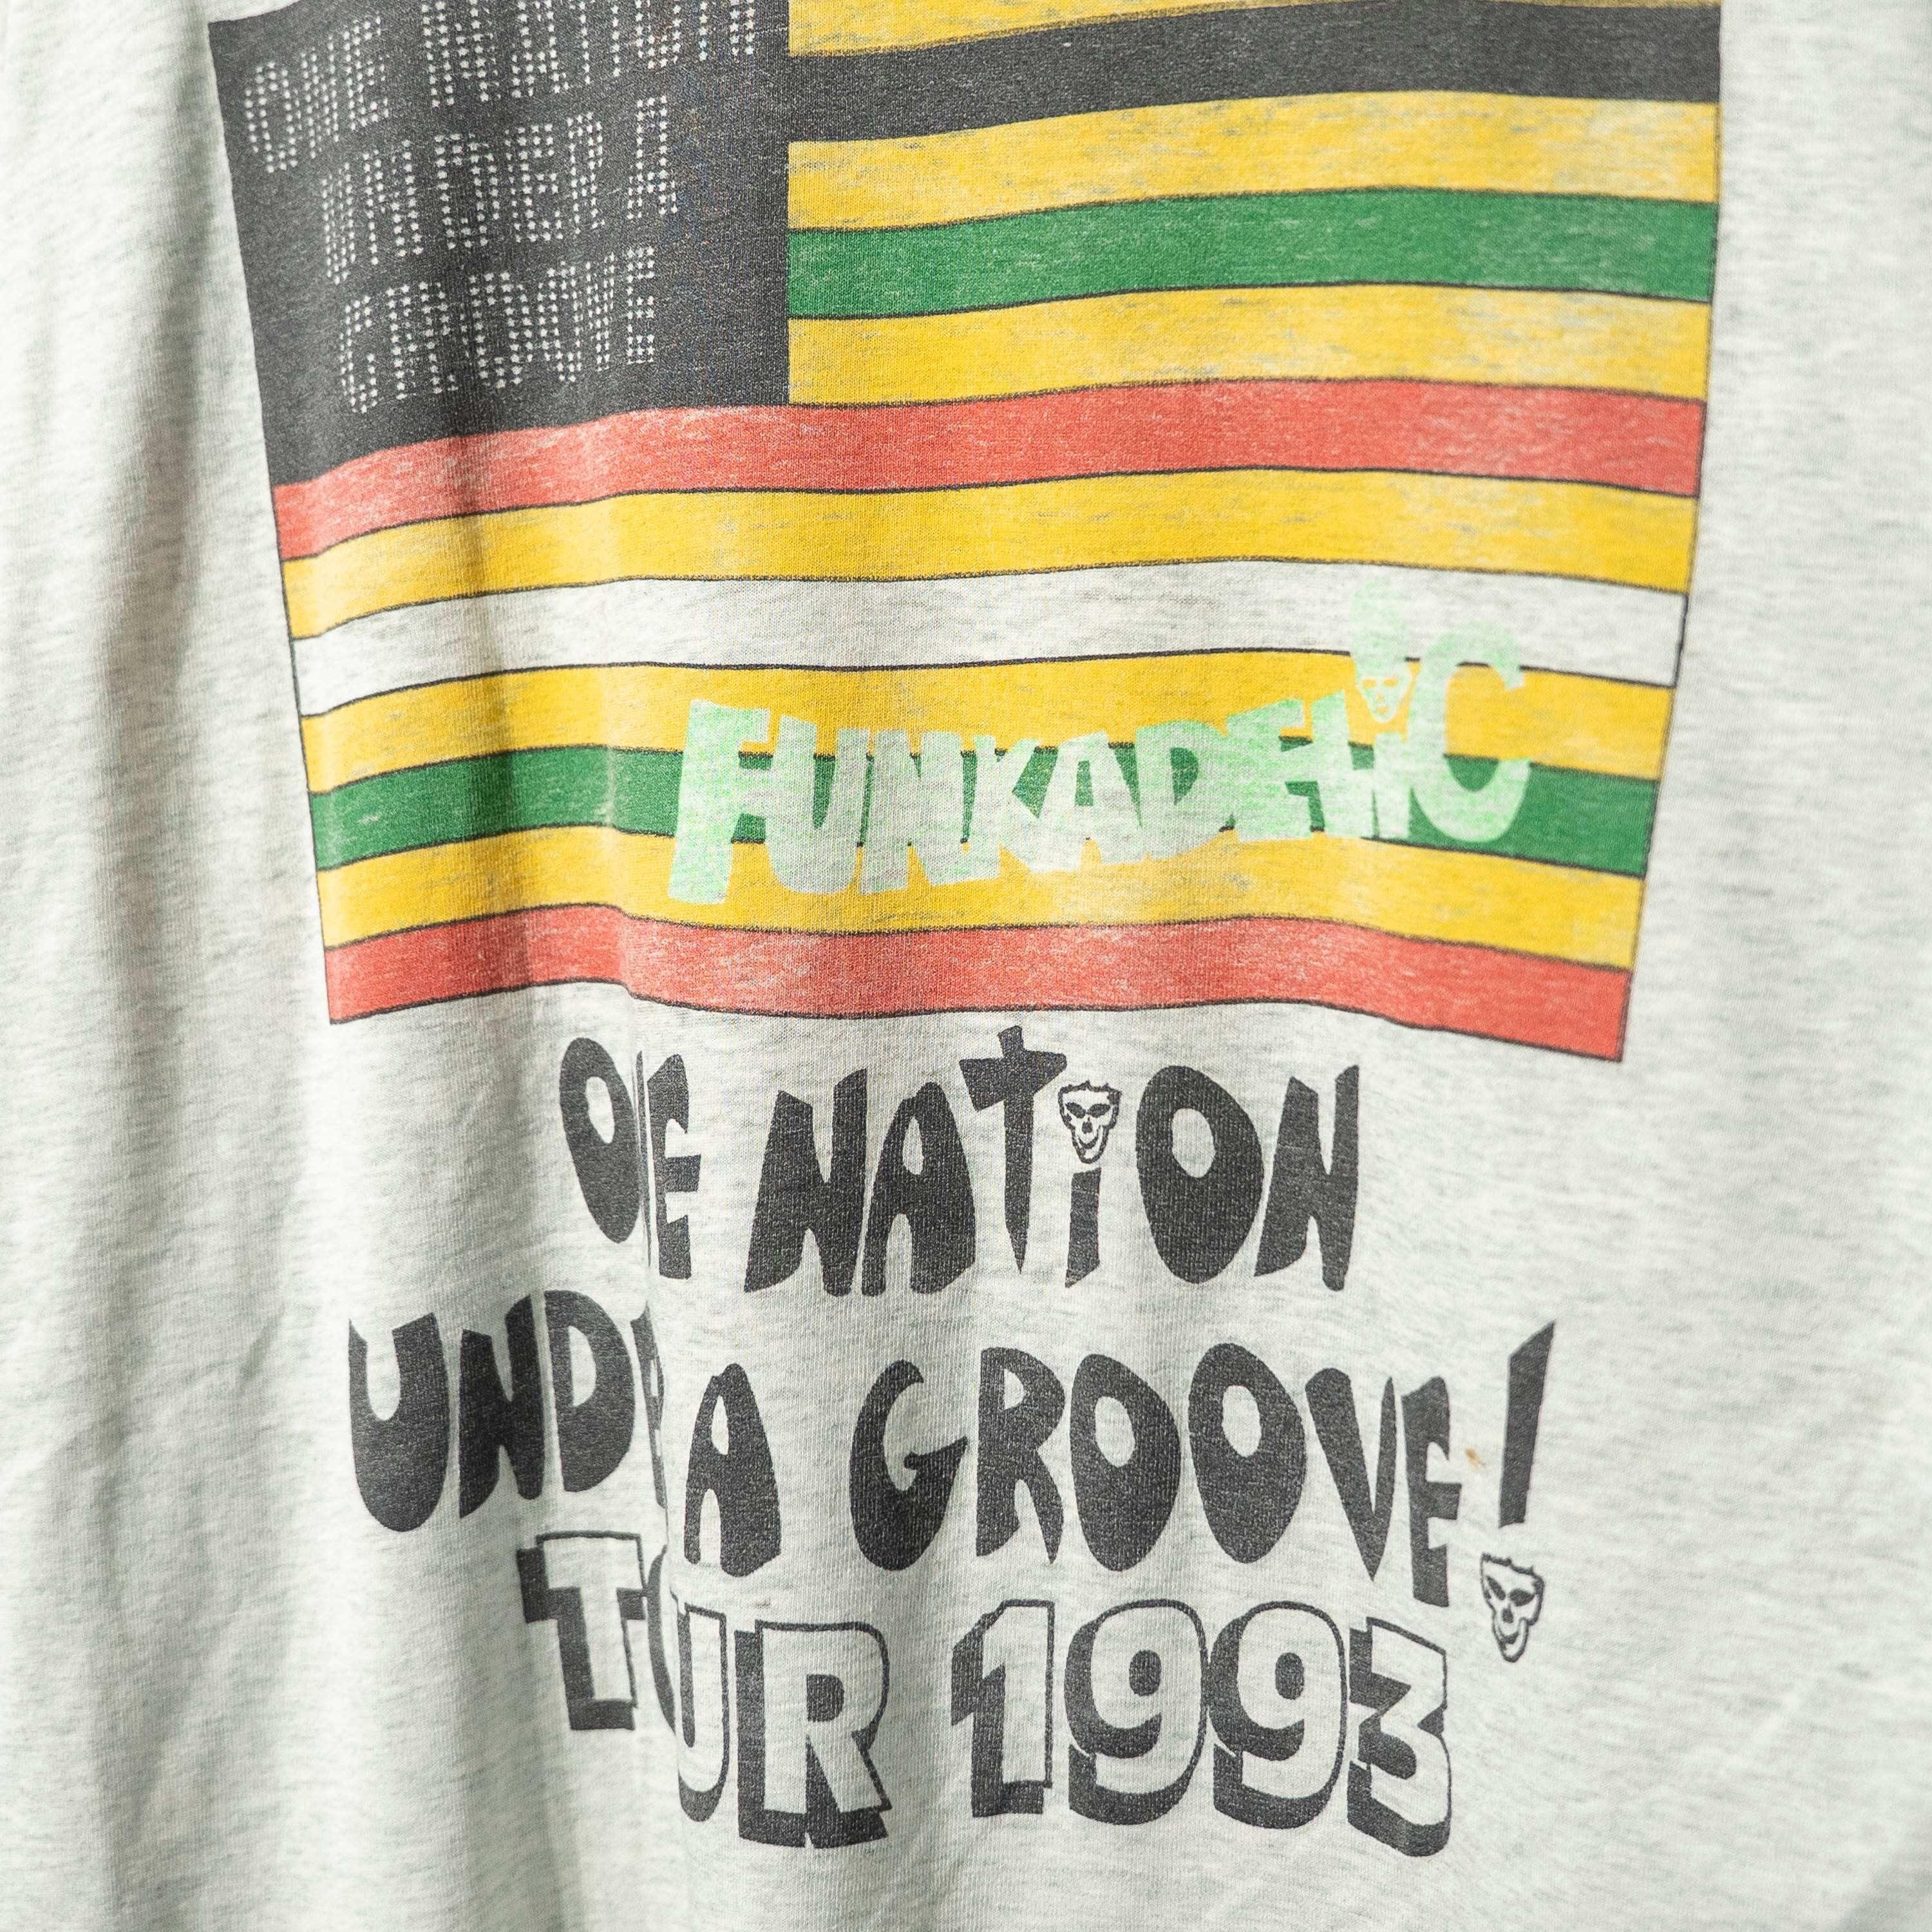 ONE NATION
UNDER A
GROOVE
FUNKADELiC
ONE NATiON
UNDER A GROOVE!
TOUR 1993